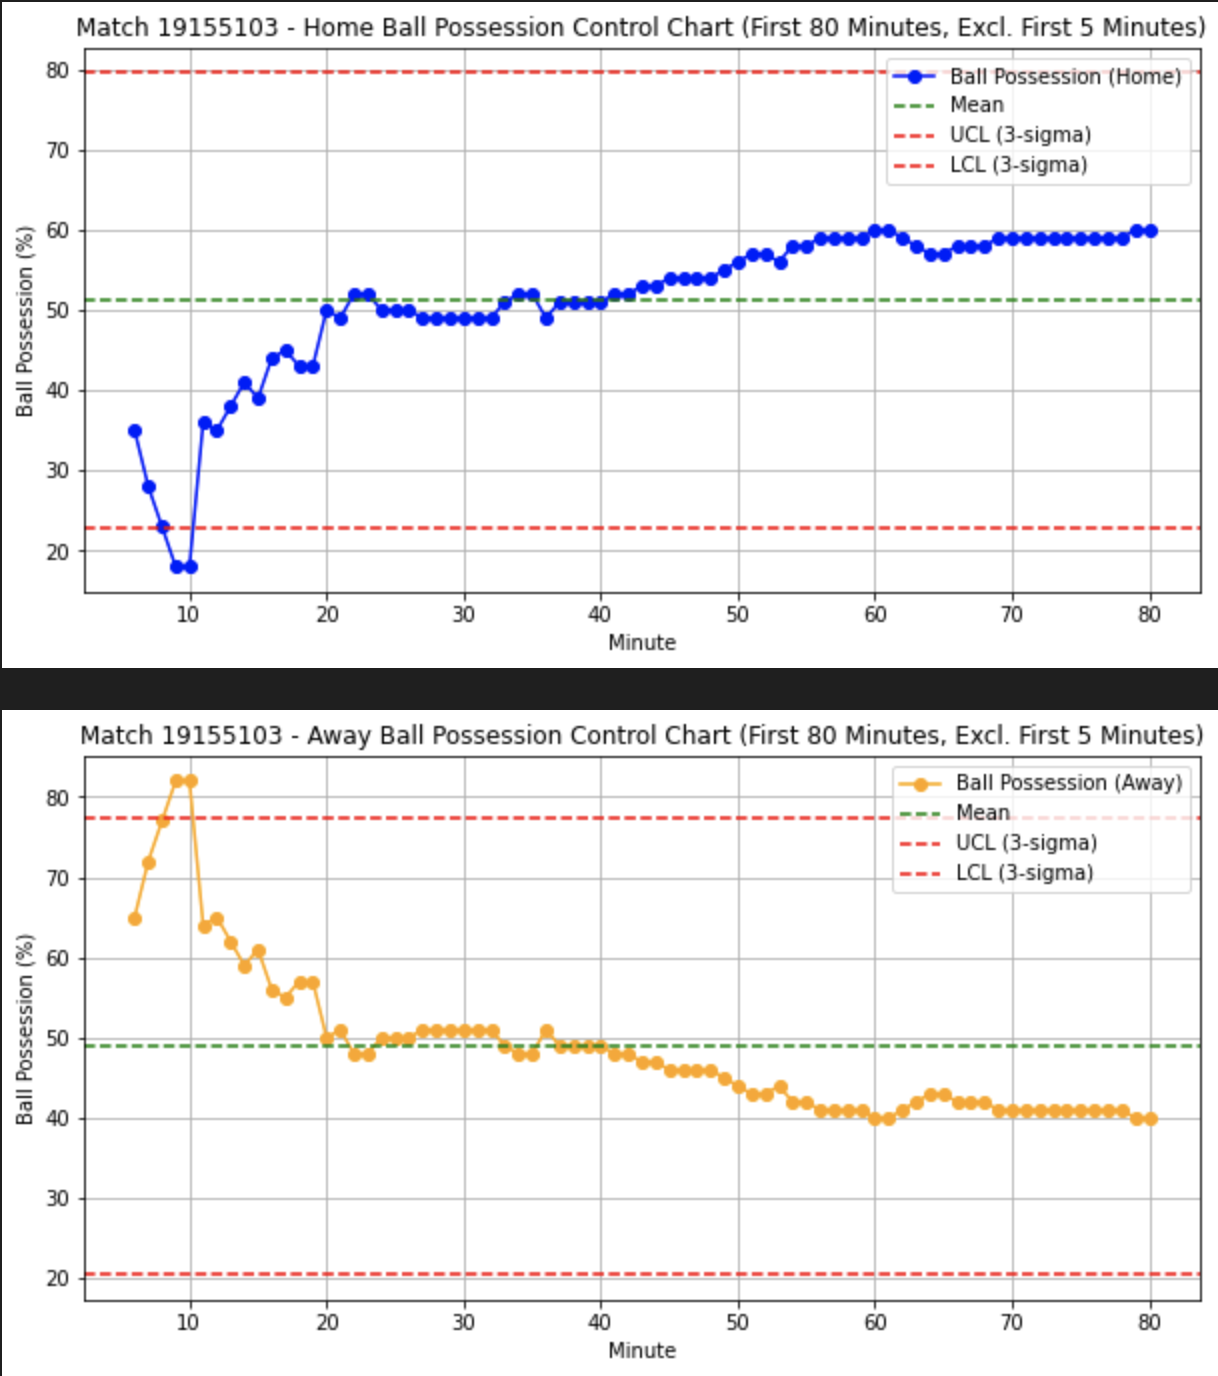 Match 19155103 - Home Ball Possession Control Chart (First 80 Minutes, Excl. First 5 Minutes)
Ball Possession (Home)
Mean
UCL (3-sigma)
LCL (3-sigma)
Ball Possession (%)
80
70
60
50
40
30
20
10 20 30 40 50 60 70 80
Minute
Match 19155103 - Away Ball Possession Control Chart (First 80 Minutes, Excl. First 5 Minutes)
Ball Possession (Away)
Mean
UCL (3-sigma)
LCL (3-sigma)
Ball Possession (%)
80
70
60
50
40
30
20
10 20 30 40 50 60 70 80
Minute